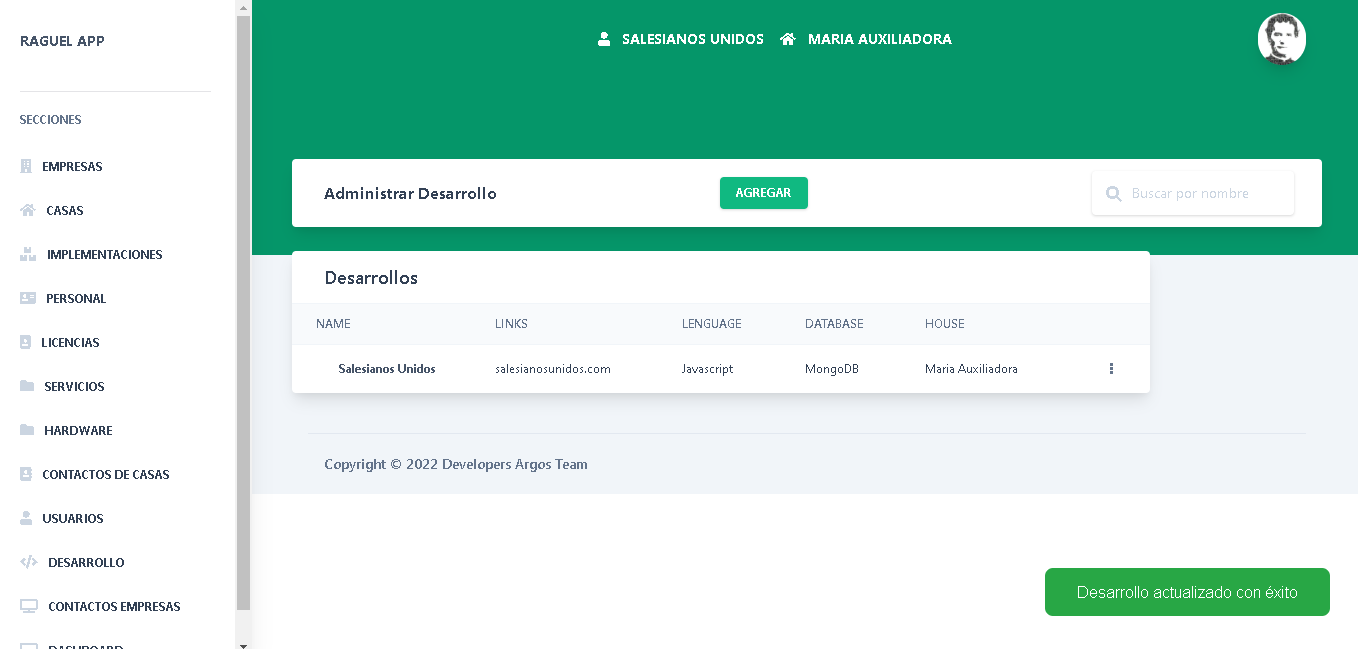 RAGUEL APP
SECCIONES
EMPRESAS
CASAS
IMPLEMENTACIONES
PERSONAL
LICENCIAS
SERVICIOS
HARDWARE
CONTACTOS DE CASAS
USUARIOS
DESARROLLO
CONTACTOS EMPRESAS
DASHBOARD
SALESIANOS UNIDOS MARIA AUXILIADORA
Administrar Desarrollo AGREGAR Buscar por nombre
Desarrollos
NAME LINKS LENGUAGE DATABASE HOUSE
Salesianos Unidos salesianosunidos.com Javascript MongoDB Maria Auxiliadora
Copyright © 2022 Developers Argos Team
Desarrollo actualizado con éxito